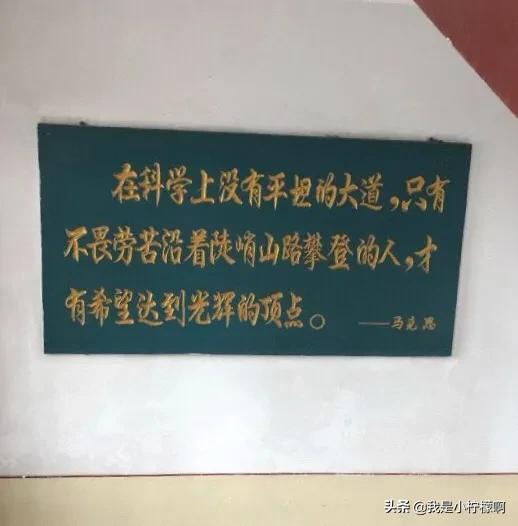 在科学上没有平坦的大道，只有
不畏劳苦沿着陡峭山路攀登的人，才
有希望达到光辉的顶点。
——马克思
头条 @我是小柠檬啊